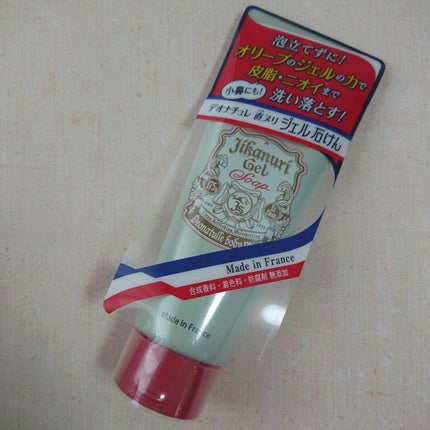 泡立てずに！
オリーブのジェルの力で
皮脂・ニオイまで
小鼻にも！
洗い落とす！
デオナチュレ 直ヌリ ジェル石けん
Jikanuri
Gel
Soap
Deonatulle body
Made in France
合成香料・着色料・防腐剤 無添加
Made in France